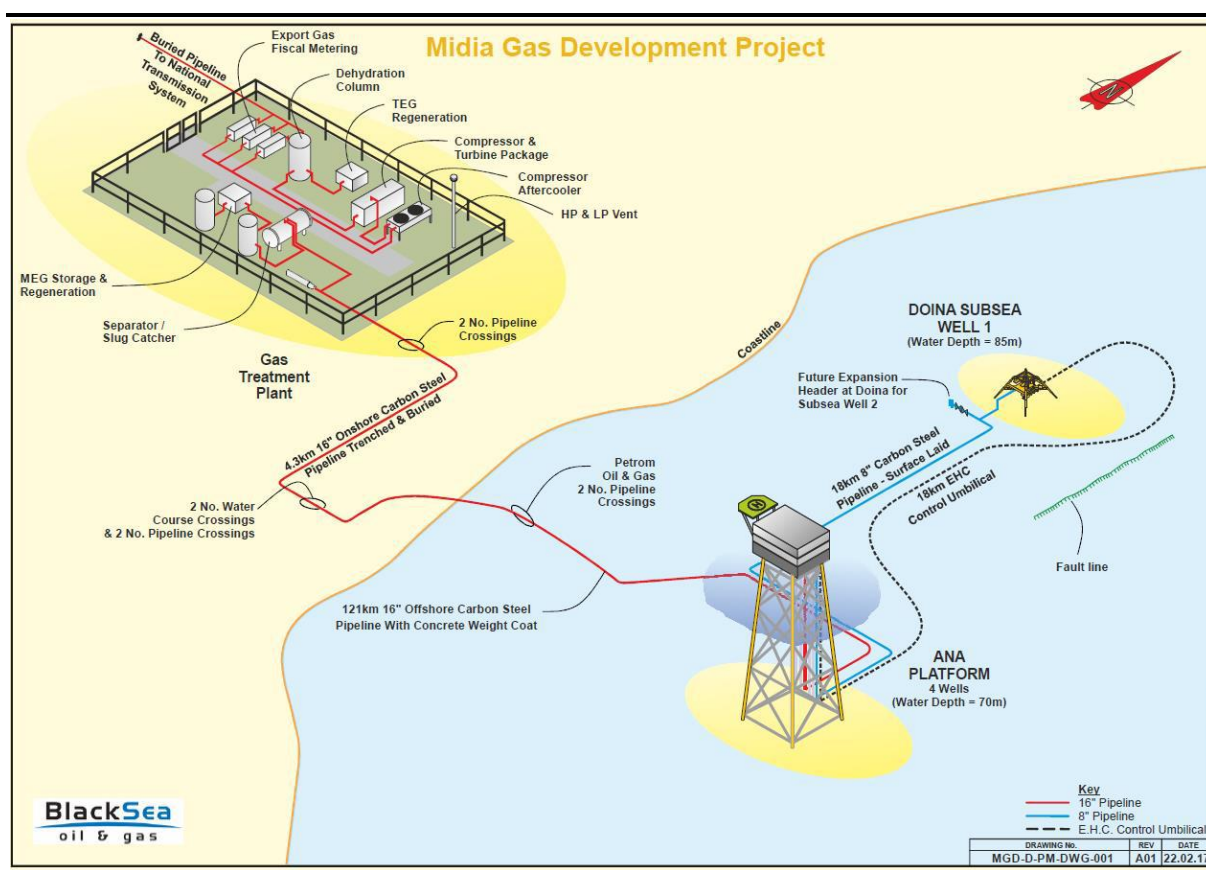 Midia Gas Development Project
Buried Pipeline
To National
Transmission
System
Export Gas
Fiscal Metering
Dehydration
Column
TEG
Regeneration
Compressor &
Turbine Package
Compressor
Aftercooler
HP & LP Vent
N
MEG Storage &
Regeneration
Separator /
Slug Catcher
Gas
Treatment
Plant
2 No. Pipeline
Crossings
4.3km 16" Onshore Carbon Steel
Pipeline Trenched & Buried
2 No. Water
Course Crossings
& 2 No. Pipeline Crossings
Coastline
Petrom
Oil & Gas
2 No. Pipeline
Crossings
121km 16" Offshore Carbon Steel
Pipeline With Concrete Weight Coat
DOINA SUBSEA
WELL 1
(Water Depth = 85m)
Future Expansion
Header at Doina for
Subsea Well 2
18km 8" Carbon Steel
Pipeline - Surface Laid
18km EHC
Control Umbilical
Fault line
ANA
PLATFORM
4 Wells
(Water Depth = 70m)
BlackSea
oil & gas
Key
16" Pipeline
8" Pipeline
E.H.C. Control Umbilical
DRAWING No. REV DATE
MGD-D-PM-DWG-001 A01 22.02.17